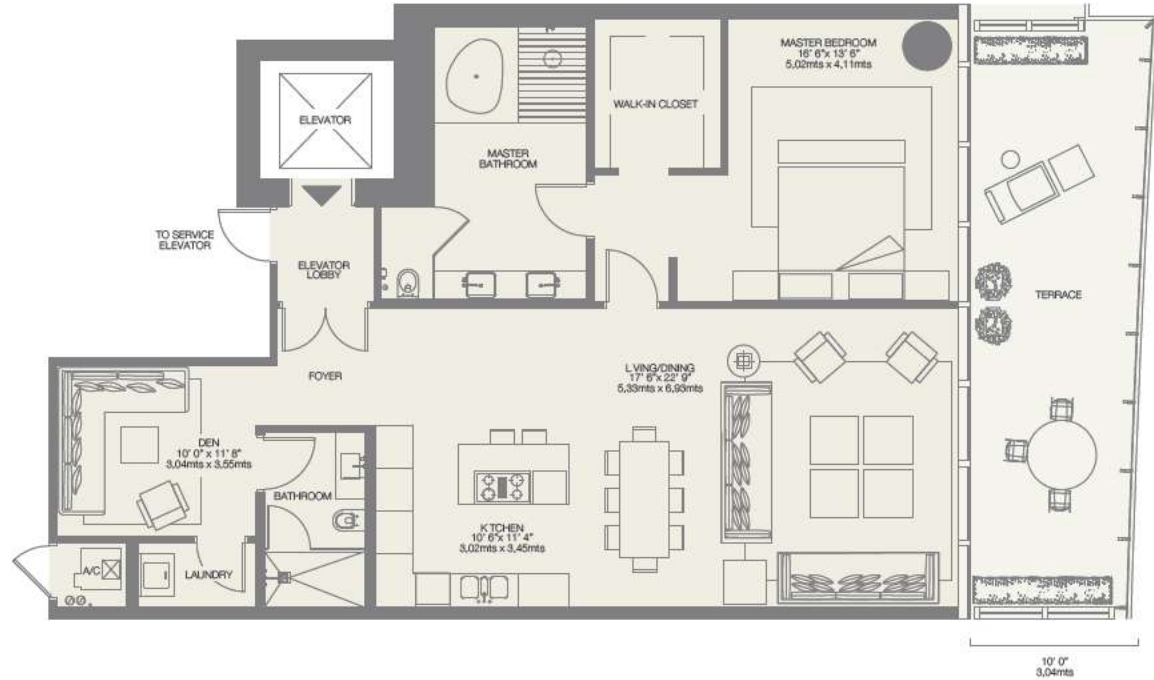 MASTER BEDROOM
16' 6"x 13' 6"
5,02mts x 4,11mts
WALK-IN CLOSET
ELEVATOR
MASTER
BATHROOM
TO SERVICE
ELEVATOR
ELEVATOR
LOBBY
TERRACE
FOYER
L VING/DINING
17' 6"x 22' 9"
5,33mts x 6,93mts
DEN
10' 0" x 11' 8"
3,04mts x 3,55mts
BATHROOM
K TCHEN
10' 6"x 11' 4"
3,02mts x 3,45mts
A/C
LAUNDRY
10' 0"
3,04mts